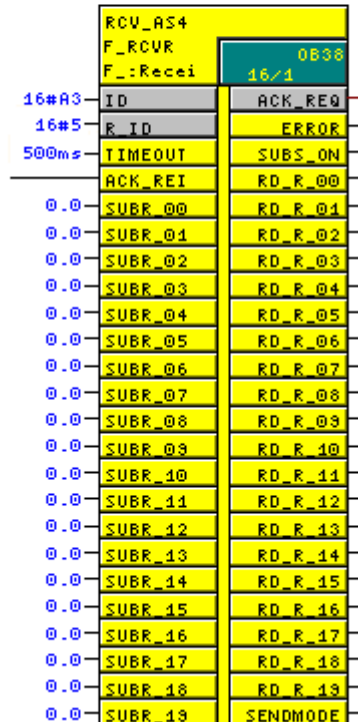 RCV_AS4
F_RCVR
F_:Recei
OB38
16/1
16#A3 ID ACK_REQ
16#5 R_ID ERROR
500ms TIMEOUT SUBS_ON
ACK_REI RD_R_00
0.0 SUBR_00 RD_R_01
0.0 SUBR_01 RD_R_02
0.0 SUBR_02 RD_R_03
0.0 SUBR_03 RD_R_04
0.0 SUBR_04 RD_R_05
0.0 SUBR_05 RD_R_06
0.0 SUBR_06 RD_R_07
0.0 SUBR_07 RD_R_08
0.0 SUBR_08 RD_R_09
0.0 SUBR_09 RD_R_10
0.0 SUBR_10 RD_R_11
0.0 SUBR_11 RD_R_12
0.0 SUBR_12 RD_R_13
0.0 SUBR_13 RD_R_14
0.0 SUBR_14 RD_R_15
0.0 SUBR_15 RD_R_16
0.0 SUBR_16 RD_R_17
0.0 SUBR_17 RD_R_18
0.0 SUBR_18 RD_R_19
0.0 SUBR_19 SENDMODE